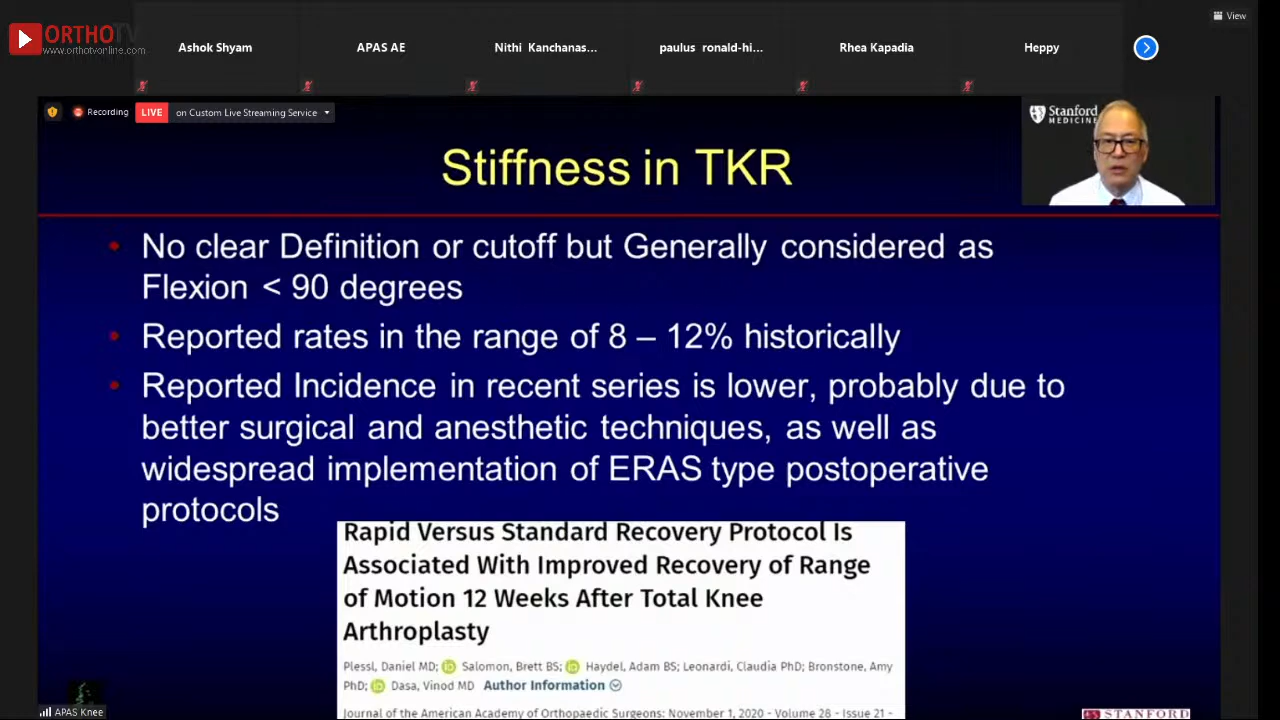 ORTHOTV
www.orthotvonline.com
Ashok Shyam
APAS AE
Nithi Kanchanas...
paulus ronald-hi...
Rhea Kapadia
Heppy
View
Recording
LIVE
on Custom Live Streaming Service
Stanford
MEDICINE
Stiffness in TKR
• No clear Definition or cutoff but Generally considered as
Flexion < 90 degrees
• Reported rates in the range of 8 – 12% historically
• Reported Incidence in recent series is lower, probably due to
better surgical and anesthetic techniques, as well as
widespread implementation of ERAS type postoperative
protocols
Rapid Versus Standard Recovery Protocol Is
Associated With Improved Recovery of Range
of Motion 12 Weeks After Total Knee
Arthroplasty
Plessl, Daniel MD; iD Salomon, Brett BS; iD Haydel, Adam BS; Leonardi, Claudia PhD; Bronstone, Amy
PhD; iD Dasa, Vinod MD Author Information
Journal of the American Academy of Orthopaedic Surgeons: November 1, 2020 - Volume 28 - Issue 21 -
APAS Knee
STANFORD